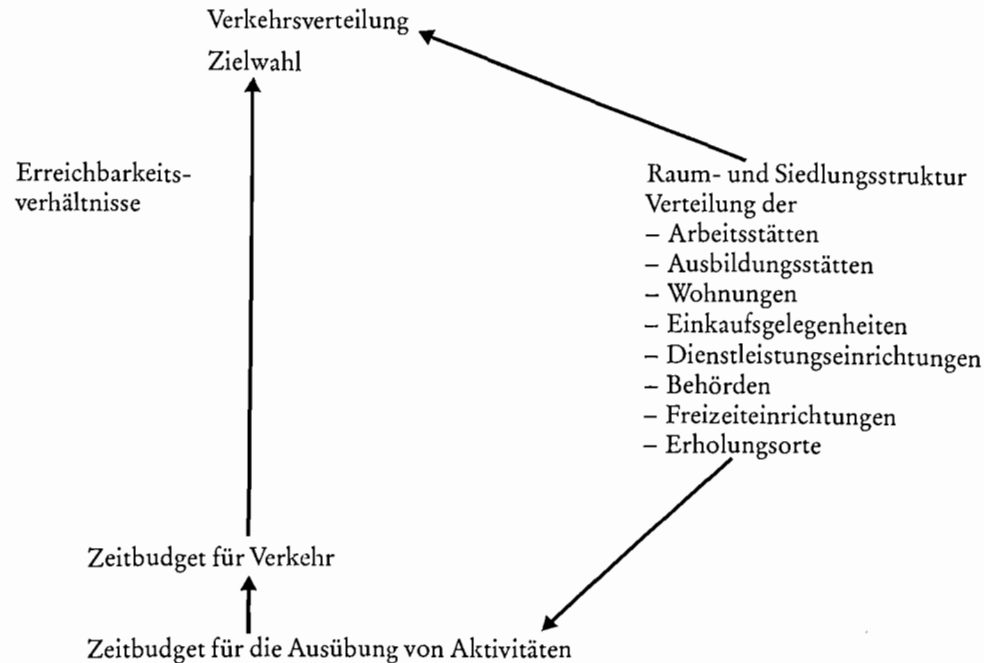 Verkehrsverteilung
Zielwahl
Erreichbarkeits-
verhältnisse
Raum- und Siedlungsstruktur
Verteilung der
– Arbeitsstätten
– Ausbildungsstätten
– Wohnungen
– Einkaufsgelegenheiten
– Dienstleistungseinrichtungen
– Behörden
– Freizeiteinrichtungen
– Erholungsorte
Zeitbudget für Verkehr
Zeitbudget für die Ausübung von Aktivitäten